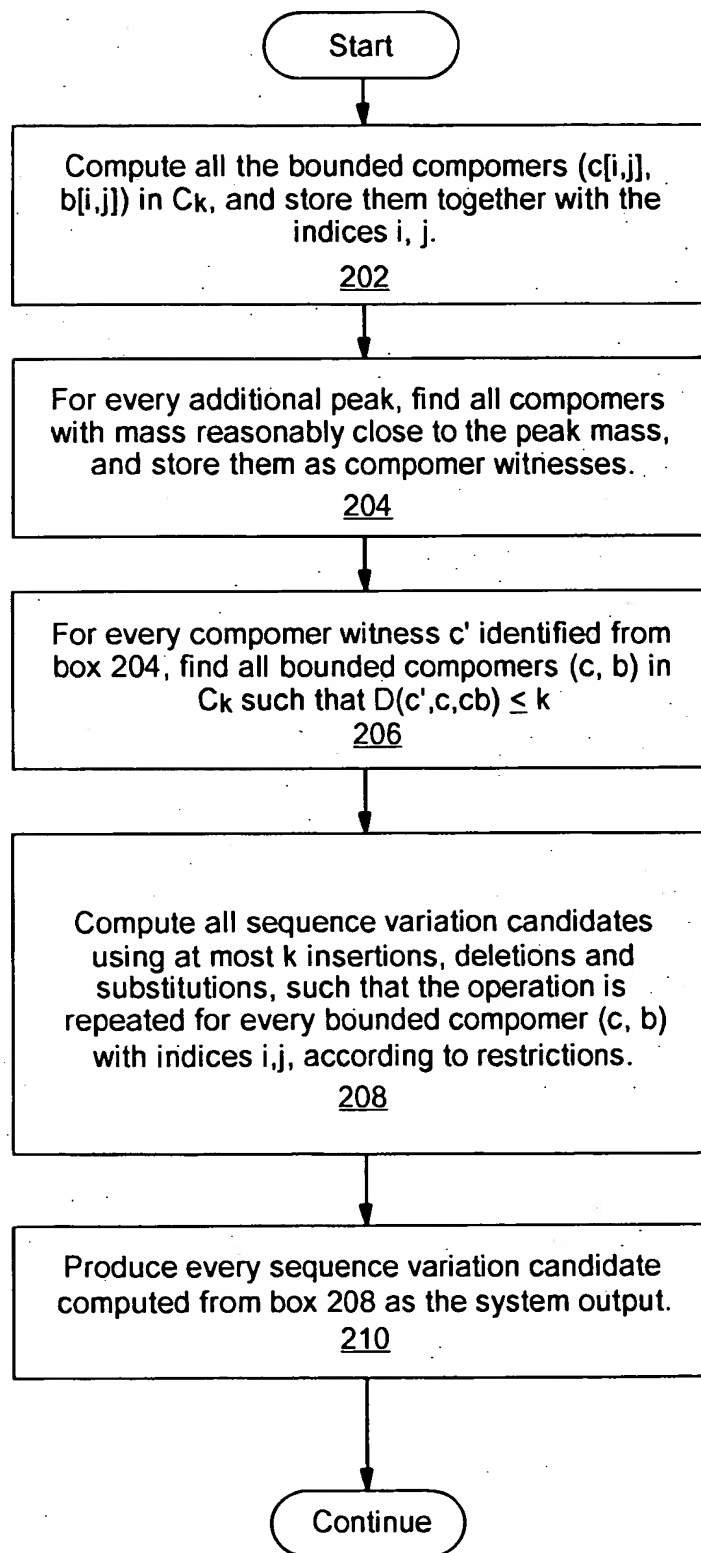 Start
Compute all the bounded compomers (c[i,j],
b[i,j]) in Ck, and store them together with the
indices i, j.
202
For every additional peak, find all compomers
with mass reasonably close to the peak mass,
and store them as compomer witnesses.
204
For every compomer witness c' identified from
box 204, find all bounded compomers (c, b) in
Ck such that D(c',c,cb) ≤ k
206
Compute all sequence variation candidates
using at most k insertions, deletions and
substitutions, such that the operation is
repeated for every bounded compomer (c, b)
with indices i,j, according to restrictions.
208
Produce every sequence variation candidate
computed from box 208 as the system output.
210
Continue